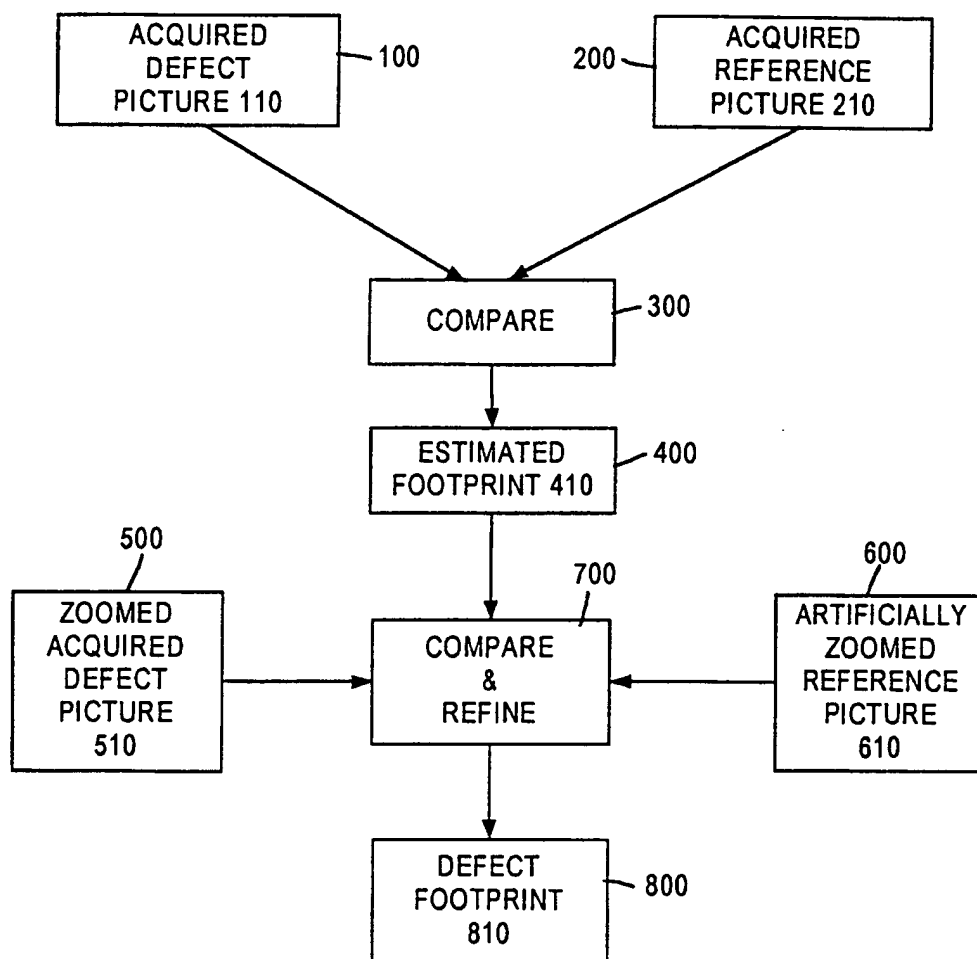 ACQUIRED
DEFECT
PICTURE 110
100
200
ACQUIRED
REFERENCE
PICTURE 210
COMPARE
300
ESTIMATED
FOOTPRINT 410
400
500
ZOOMED
ACQUIRED
DEFECT
PICTURE
510
700
COMPARE
&
REFINE
600
ARTIFICIALLY
ZOOMED
REFERENCE
PICTURE
610
DEFECT
FOOTPRINT
810
800